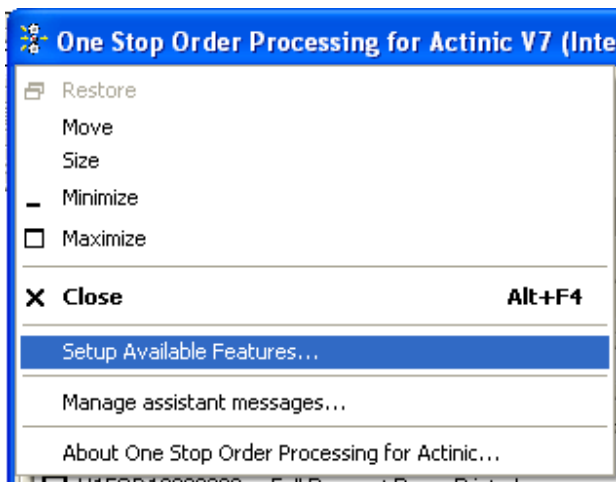 One Stop Order Processing for Actinic V7 (Inte
Restore
Move
Size
Minimize
Maximize
Close Alt+F4
Setup Available Features...
Manage assistant messages...
About One Stop Order Processing for Actinic...